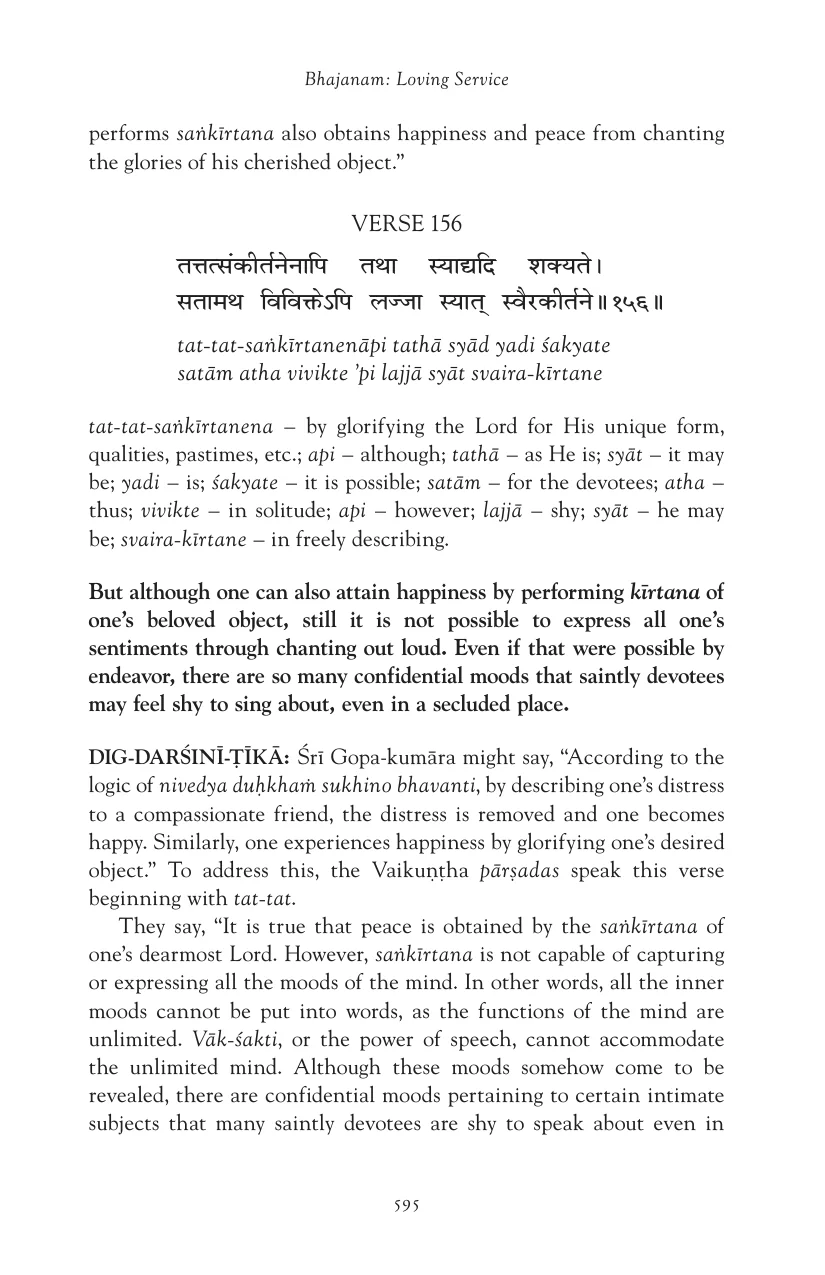 Bhajanam: Loving Service
performs saṅkīrtana also obtains happiness and peace from chanting
the glories of his cherished object.”
VERSE 156
तत्तत्संकीर्तनेनापि तथा स्याद्यदि शक्यते।
सतामथ विविक्तेऽपि लज्जा स्यात् स्वैरकीर्तने॥१५६॥
tat-tat-saṅkīrtanenāpi tathā syād yadi śakyate
satām atha vivikte ’pi lajjā syāt svaira-kīrtane
tat-tat-saṅkīrtanena – by glorifying the Lord for His unique form,
qualities, pastimes, etc.; api – although; tathā – as He is; syāt – it may
be; yadi – is; śakyate – it is possible; satām – for the devotees; atha –
thus; vivikte – in solitude; api – however; lajjā – shy; syāt – he may
be; svaira-kīrtane – in freely describing.
But although one can also attain happiness by performing kīrtana of
one’s beloved object, still it is not possible to express all one’s
sentiments through chanting out loud. Even if that were possible by
endeavor, there are so many confidential moods that saintly devotees
may feel shy to sing about, even in a secluded place.
DIG-DARŚINĪ-ṬĪKĀ: Śrī Gopa-kumāra might say, “According to the
logic of nivedya duḥkhaṁ sukhino bhavanti, by describing one’s distress
to a compassionate friend, the distress is removed and one becomes
happy. Similarly, one experiences happiness by glorifying one’s desired
object.” To address this, the Vaikuṇṭha pārṣadas speak this verse
beginning with tat-tat.
They say, “It is true that peace is obtained by the saṅkīrtana of
one’s dearmost Lord. However, saṅkīrtana is not capable of capturing
or expressing all the moods of the mind. In other words, all the inner
moods cannot be put into words, as the functions of the mind are
unlimited. Vāk-śakti, or the power of speech, cannot accommodate
the unlimited mind. Although these moods somehow come to be
revealed, there are confidential moods pertaining to certain intimate
subjects that many saintly devotees are shy to speak about even in
595